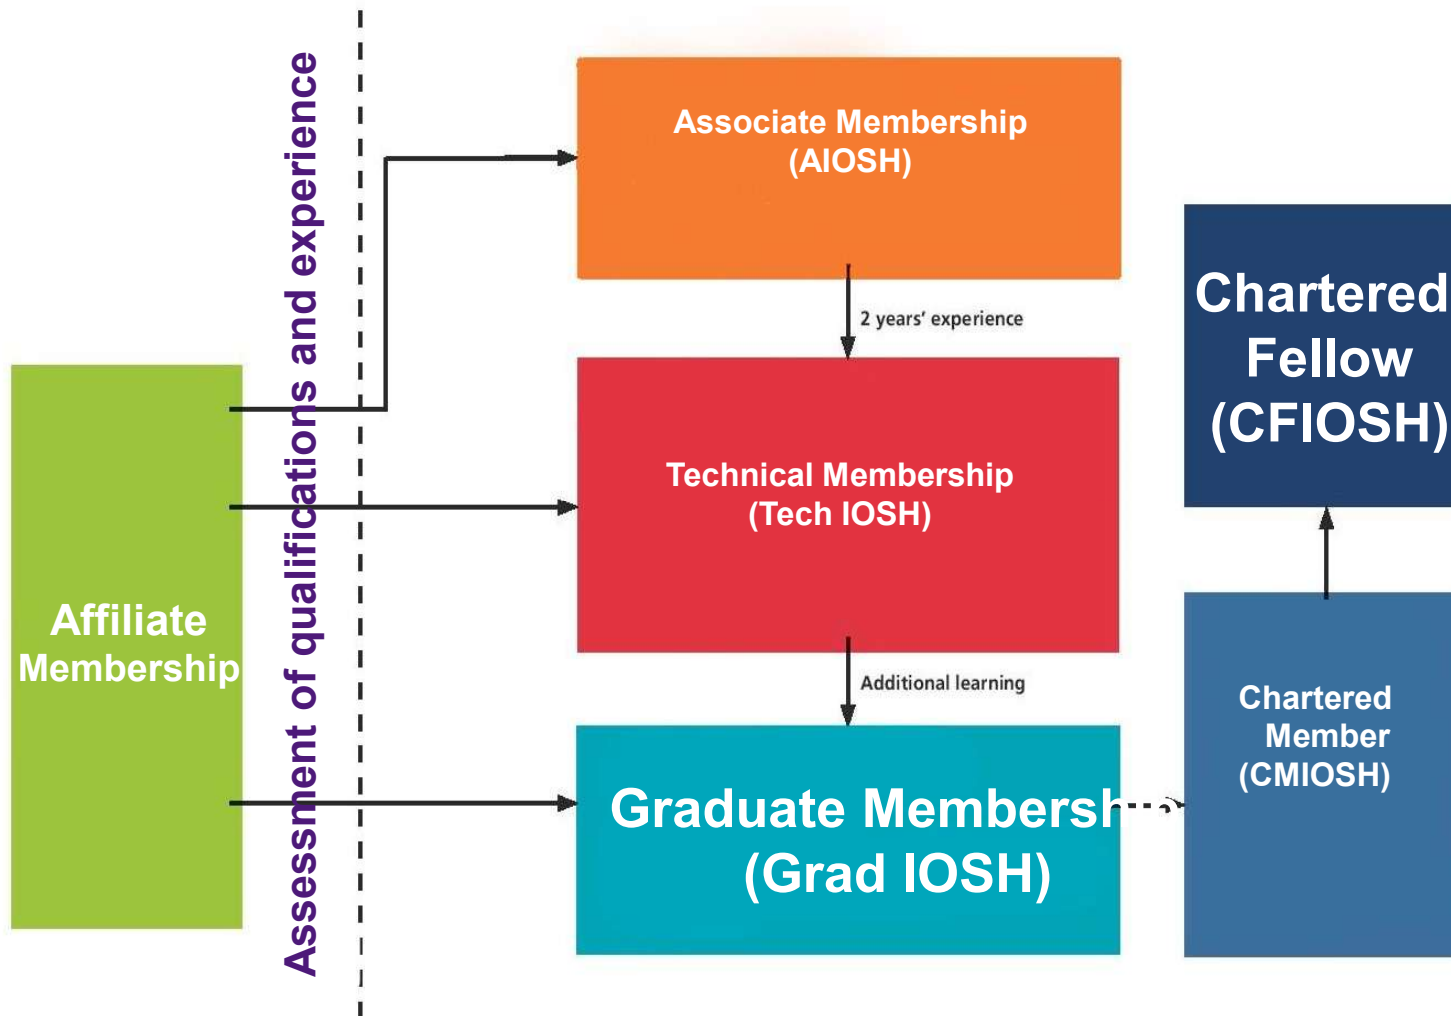 Assessment of qualifications and experience
Associate Membership
(AIOSH)
2 years' experience
Chartered
Fellow
(CFIOSH)
Technical Membership
(Tech IOSH)
Affiliate
Membership
Additional learning
Chartered
Member
(CMIOSH)
Graduate Membersh
(Grad IOSH)